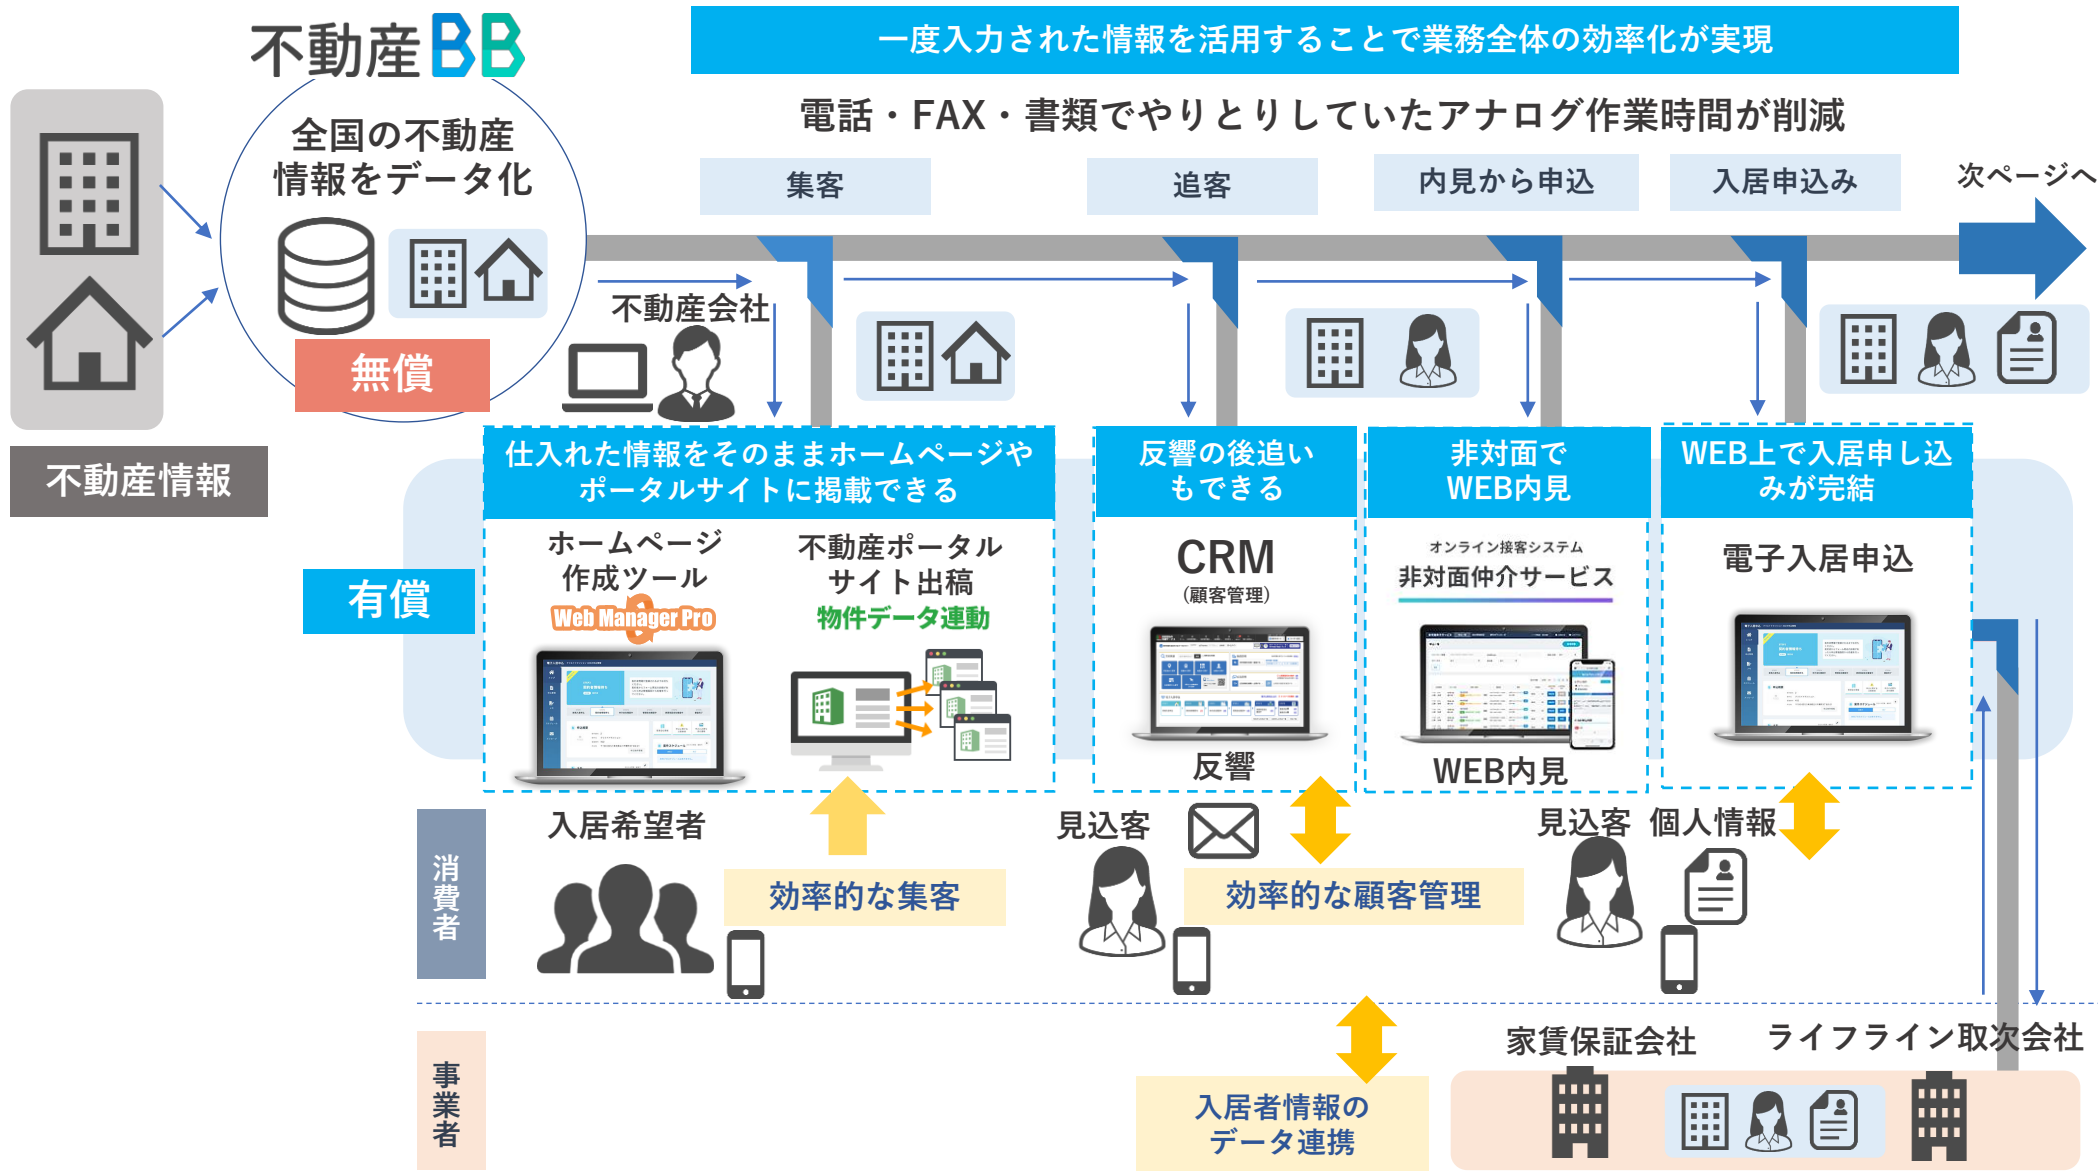 不動産BB
一度入力された情報を活用することで業務全体の効率化が実現
電話・FAX・書類でやりとりしていたアナログ作業時間が削減
全国の不動産
情報をデータ化
集客
追客
内見から申込
入居申込み
次ページへ
不動産会社
無償
不動産情報
仕入れた情報をそのままホームページや
ポータルサイトに掲載できる
反響の後追い
もできる
非対面で
WEB内見
WEB上で入居申し込
みが完結
有償
ホームページ
作成ツール
Web Manager Pro
不動産ポータル
サイト出稿
物件データ連動
CRM
(顧客管理)
反響
オンライン接客システム
非対面仲介サービス
WEB内見
電子入居申込
消費者
入居希望者
効率的な集客
見込客
効率的な顧客管理
見込客
個人情報
事業者
入居者情報の
データ連携
家賃保証会社
ライフライン取次会社